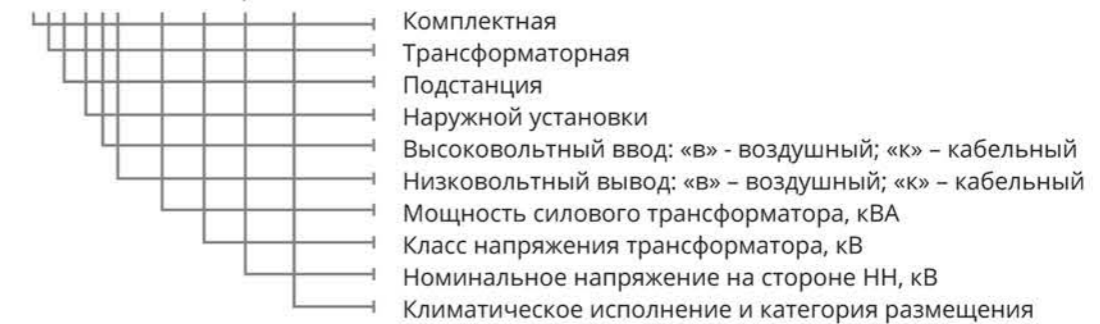 Комплектная
Трансформаторная
Подстанция
Наружной установки
Высоковольтный ввод: «в» - воздушный; «к» – кабельный
Низковольтный вывод: «в» – воздушный; «к» – кабельный
Мощность силового трансформатора, кВА
Класс напряжения трансформатора, кВ
Номинальное напряжение на стороне НН, кВ
Климатическое исполнение и категория размещения